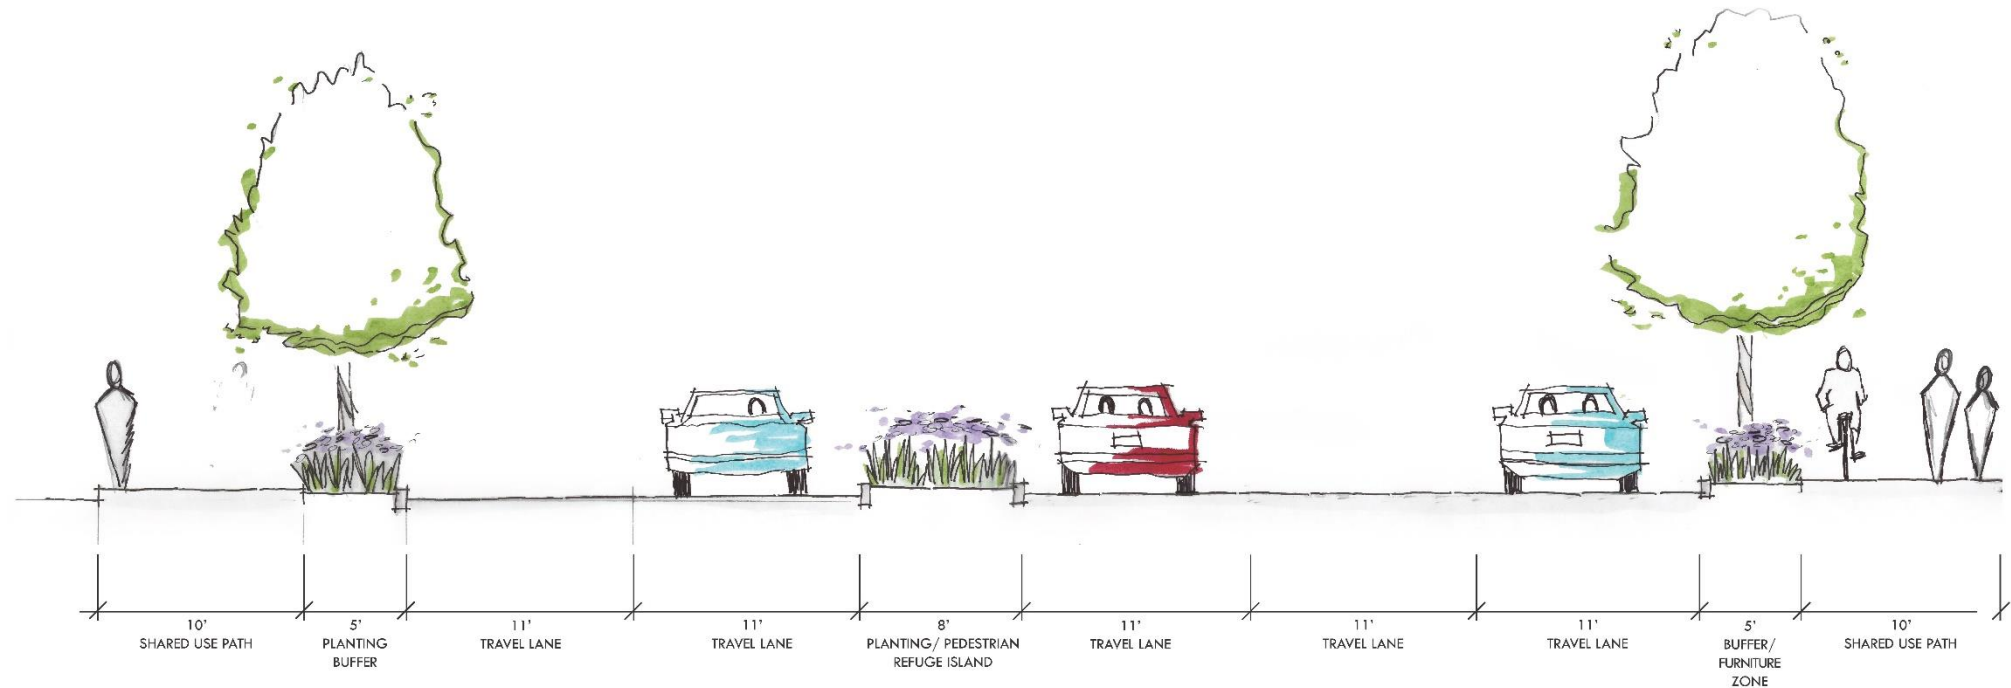 10'
SHARED USE PATH
5'
PLANTING
BUFFER
11'
TRAVEL LANE
11'
TRAVEL LANE
8'
PLANTING/ PEDESTRIAN
REFUGE ISLAND
11'
TRAVEL LANE
11'
TRAVEL LANE
11'
TRAVEL LANE
5'
BUFFER/
FURNITURE
ZONE
10'
SHARED USE PATH